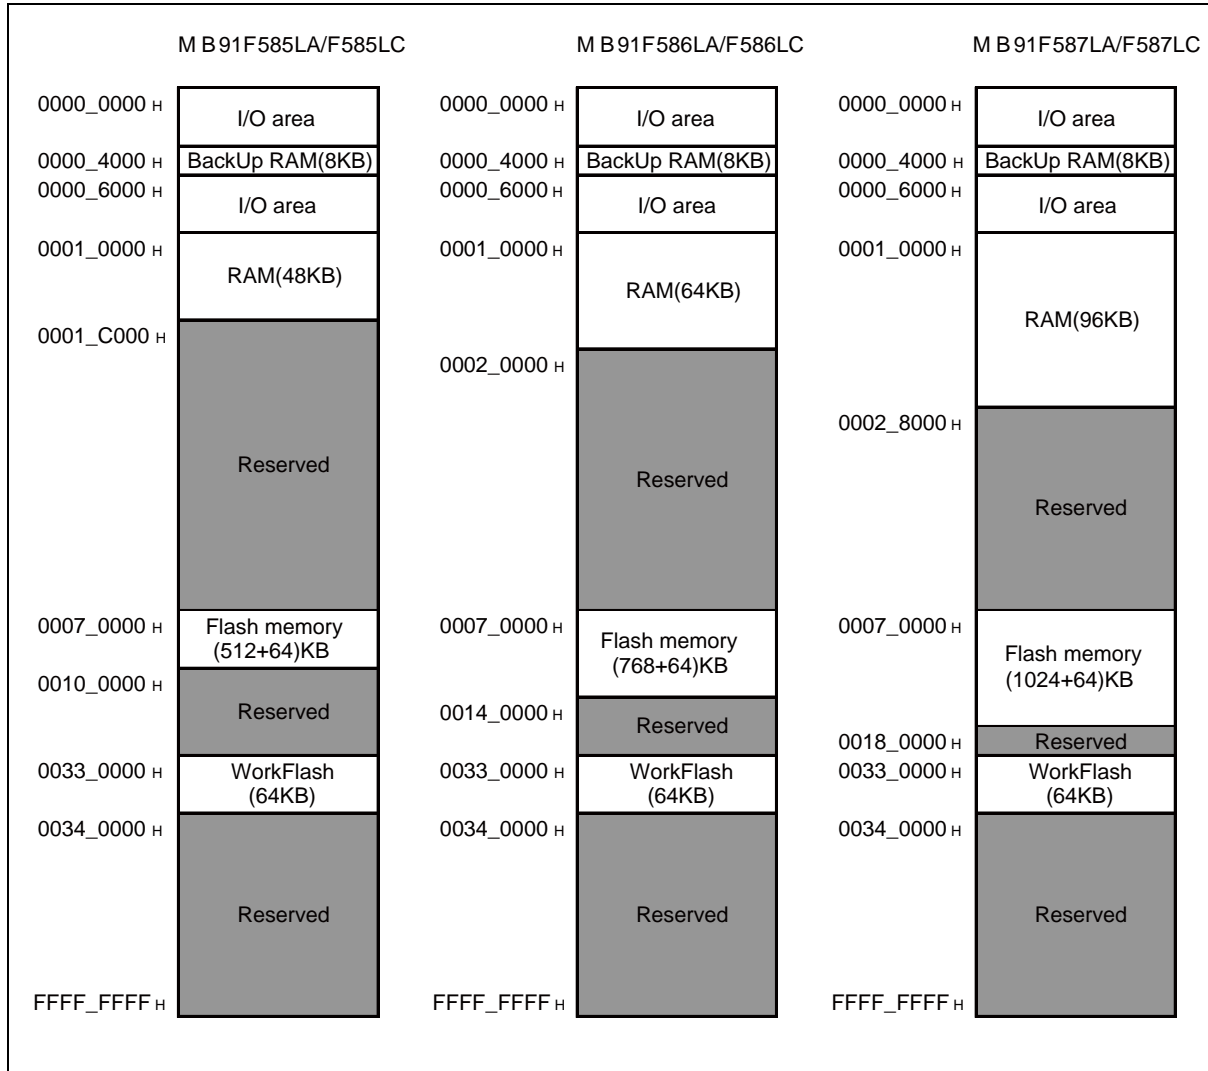 MB91F585LA/F585LC
0000_0000 H
I/O area
0000_4000 H
BackUp RAM(8KB)
0000_6000 H
I/O area
0001_0000 H
RAM(48KB)
0001_C000 H
Reserved
0007_0000 H
Flash memory
(512+64)KB
0010_0000 H
Reserved
0033_0000 H
WorkFlash
(64KB)
0034_0000 H
Reserved
FFFF_FFFF H
MB91F586LA/F586LC
0000_0000 H
I/O area
0000_4000 H
BackUp RAM(8KB)
0000_6000 H
I/O area
0001_0000 H
RAM(64KB)
0002_0000 H
Reserved
0007_0000 H
Flash memory
(768+64)KB
0014_0000 H
Reserved
0033_0000 H
WorkFlash
(64KB)
0034_0000 H
Reserved
FFFF_FFFF H
MB91F587LA/F587LC
0000_0000 H
I/O area
0000_4000 H
BackUp RAM(8KB)
0000_6000 H
I/O area
0001_0000 H
RAM(96KB)
0002_8000 H
Reserved
0007_0000 H
Flash memory
(1024+64)KB
0018_0000 H
Reserved
0033_0000 H
WorkFlash
(64KB)
0034_0000 H
Reserved
FFFF_FFFF H